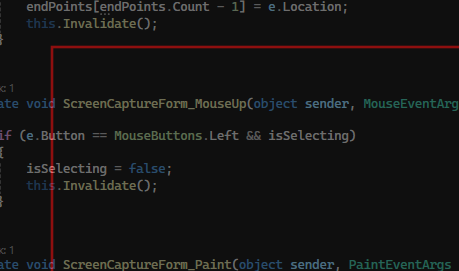 endPoints[endPoints.Count - 1] = e.Location;
this.Invalidate();
}
c 1
ate void ScreenCaptureForm_MouseUp(object sender, MouseEventArg
if (e.Button == MouseButtons.Left && isSelecting)
{
isSelecting = false;
this.Invalidate();
}
c 1
ate void ScreenCaptureForm_Paint(object sender, PaintEventArgs